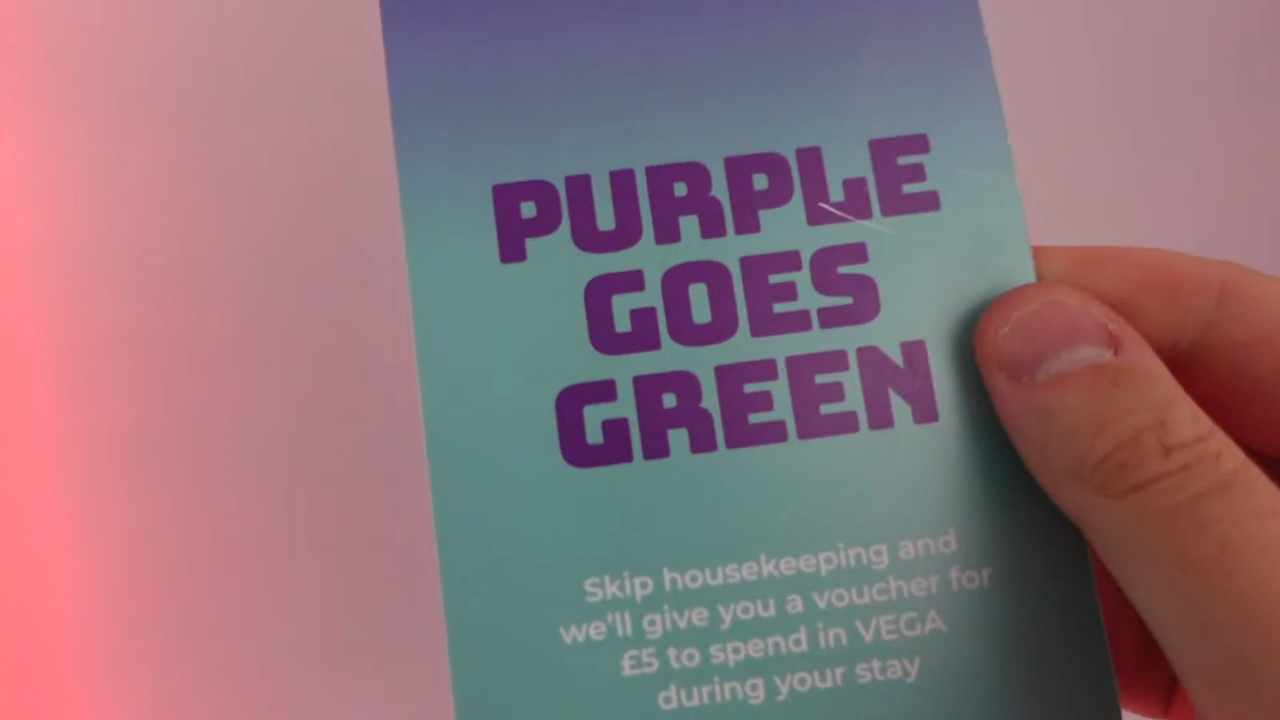 PURPLE
GOES
GREEN
Skip housekeeping and
we'll give you a voucher for
£5 to spend in VEGA
during your stay